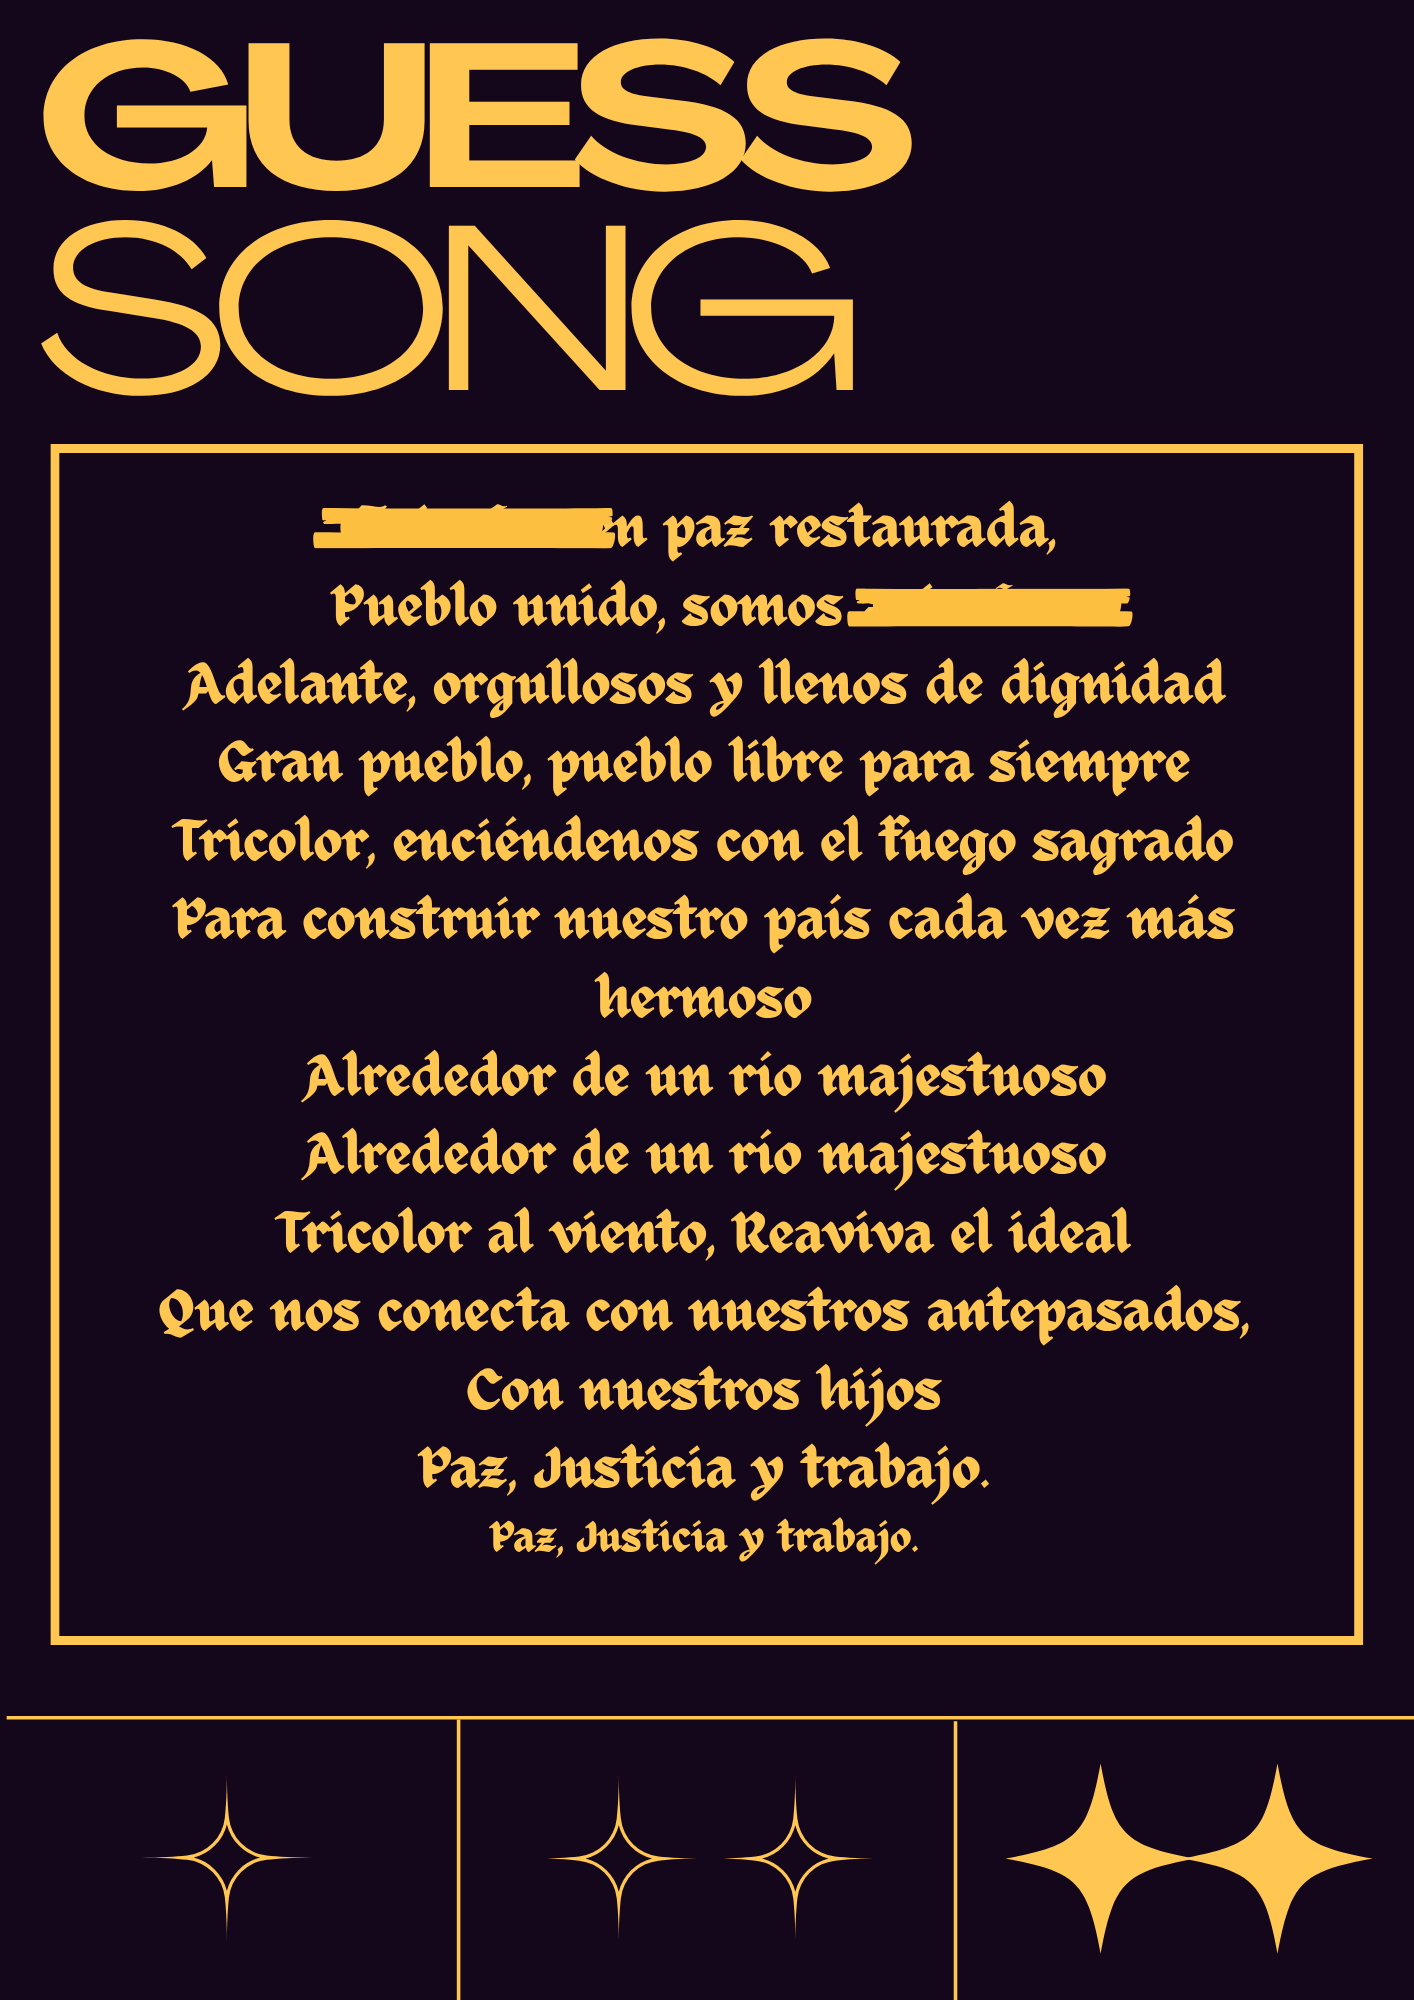 GUESS
SONG
en paz restaurada,
Pueblo unido, somos
Adelante, orgullosos y llenos de dignidad
Gran pueblo, pueblo libre para siempre
Tricolor, enciéndenos con el fuego sagrado
Para construir nuestro país cada vez más
hermoso
Alrededor de un río majestuoso
Alrededor de un río majestuoso
Tricolor al viento, Reaviva el ideal
Que nos conecta con nuestros antepasados,
Con nuestros hijos
Paz, Justicia y trabajo.
Paz, Justicia y trabajo.